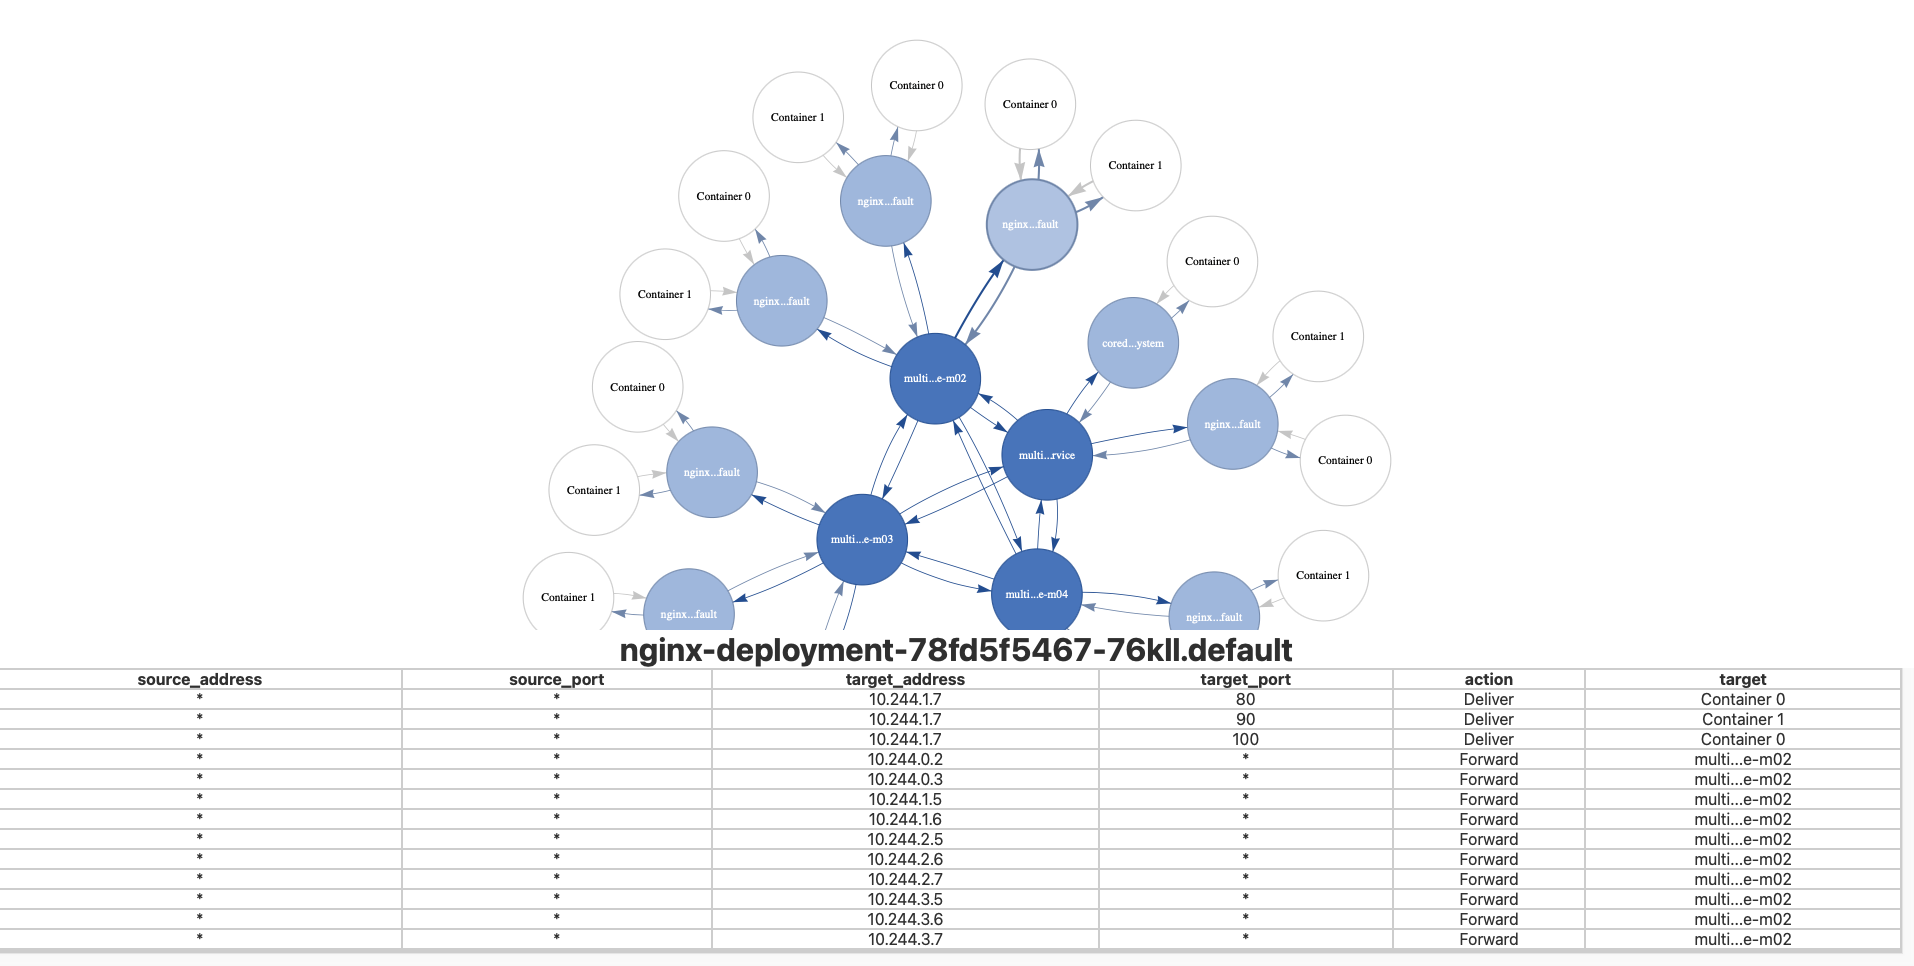 Container 0
Container 0
Container 1
Container 1
Container 0
nginx...fault
nginx...fault
Container 0
Container 1
nginx...fault
Container 1
cored...ystem
multi...e-m02
Container 0
nginx...fault
multi...rvice
Container 0
nginx...fault
Container 1
multi...e-m03
Container 1
multi...e-m04
Container 1
nginx...fault
nginx...fault
nginx-deployment-78fd5f5467-76kll.default
source_address source_port target_address target_port action target
* * 10.244.1.7 80 Deliver Container 0
* * 10.244.1.7 90 Deliver Container 1
* * 10.244.1.7 100 Deliver Container 0
* * 10.244.0.2 * Forward multi...e-m02
* * 10.244.0.3 * Forward multi...e-m02
* * 10.244.1.5 * Forward multi...e-m02
* * 10.244.1.6 * Forward multi...e-m02
* * 10.244.2.5 * Forward multi...e-m02
* * 10.244.2.6 * Forward multi...e-m02
* * 10.244.2.7 * Forward multi...e-m02
* * 10.244.3.5 * Forward multi...e-m02
* * 10.244.3.6 * Forward multi...e-m02
* * 10.244.3.7 * Forward multi...e-m02